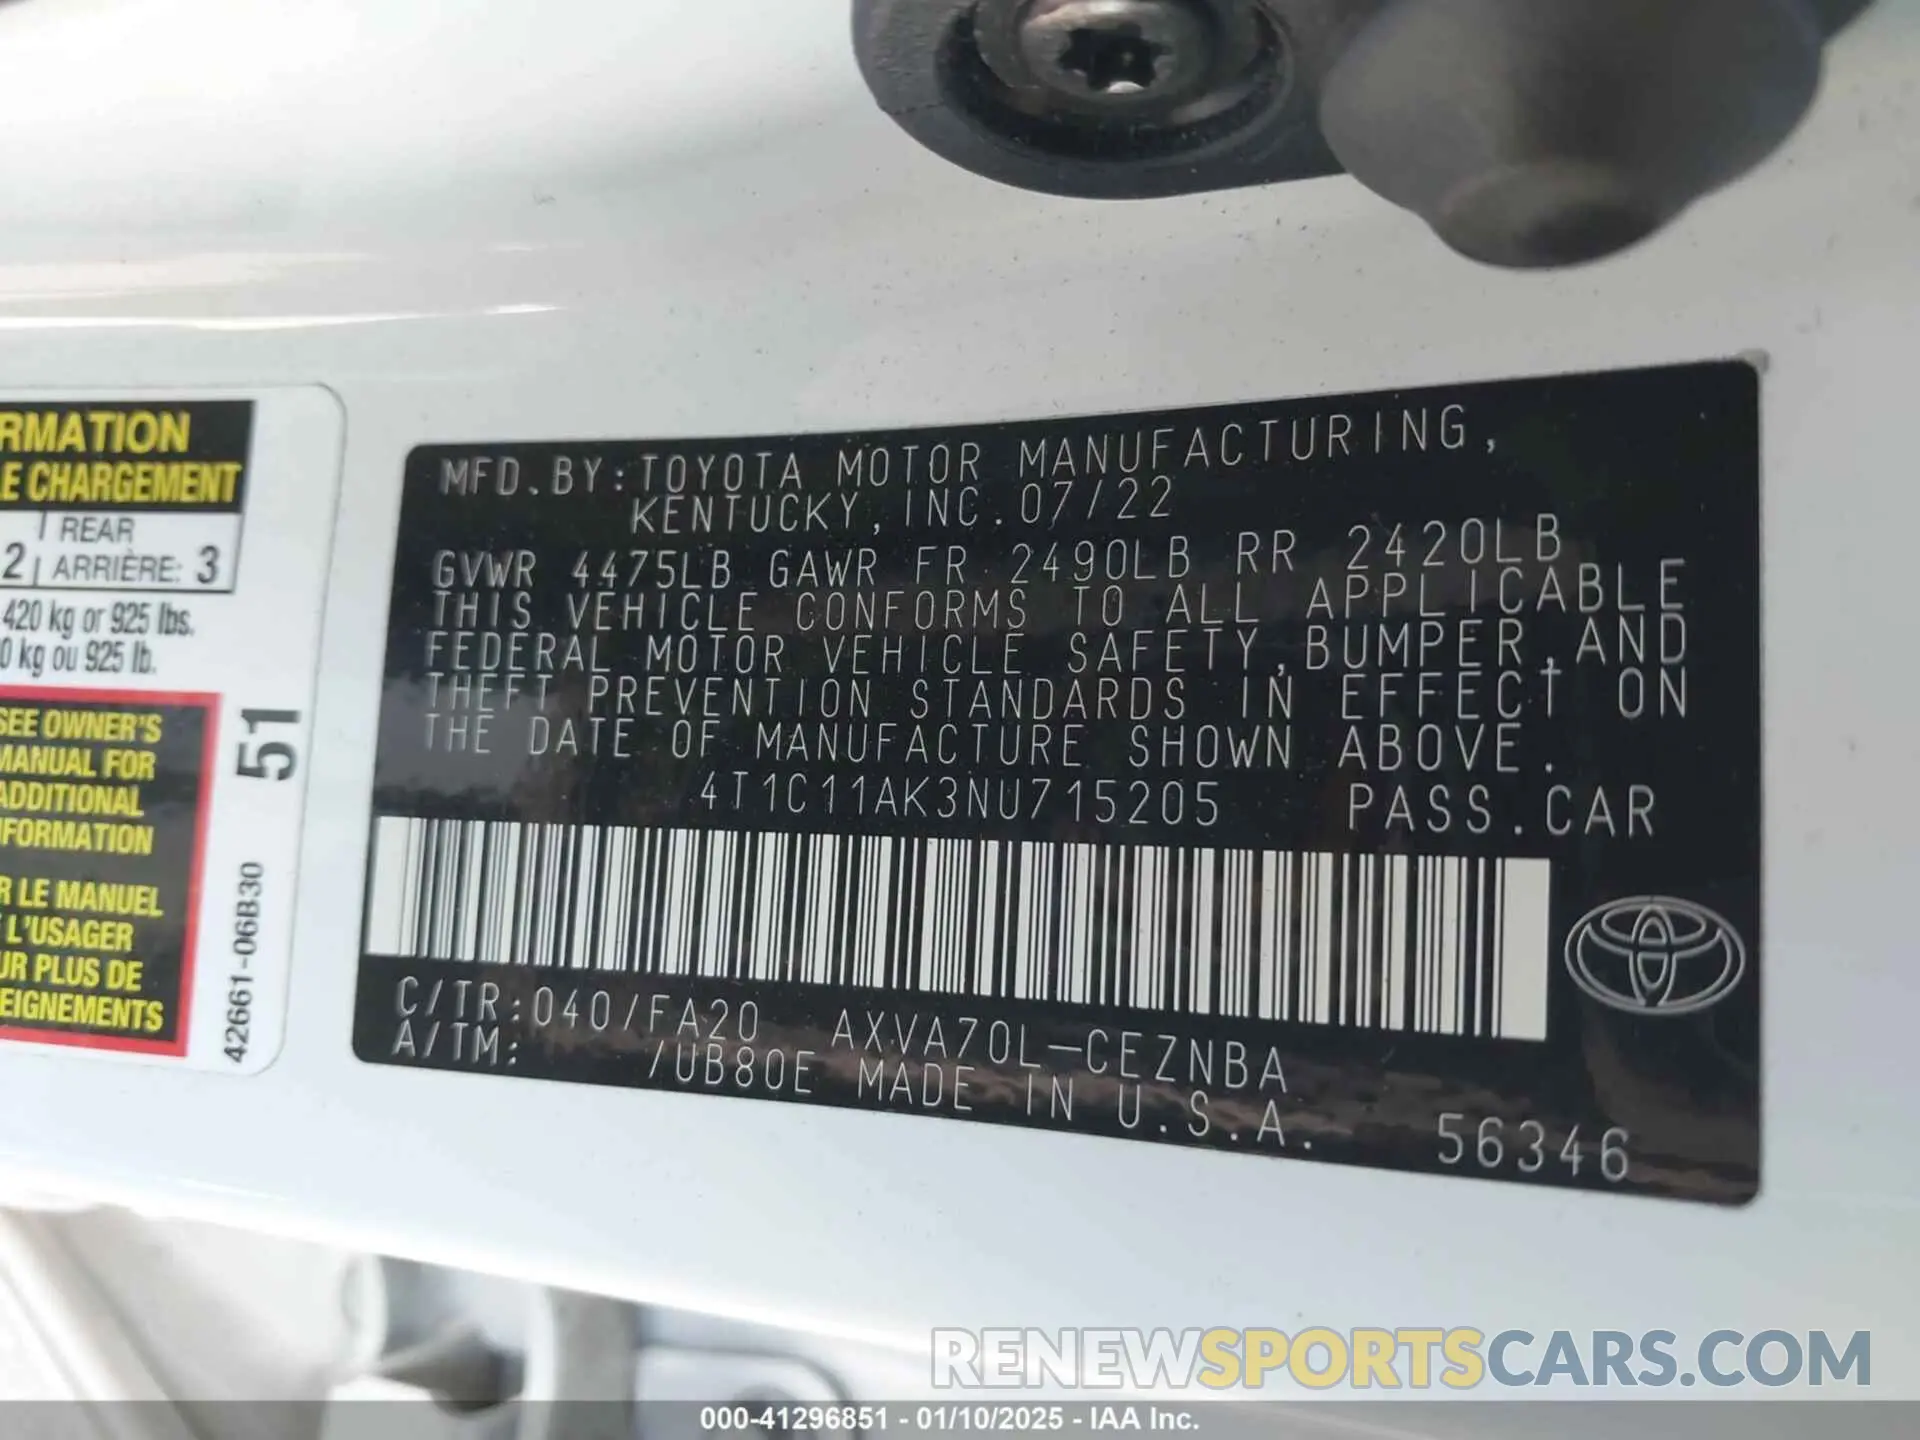 RMATION
E CHARGEMENT
REAR
2 ARRIÈRE: 3
420 kg or 925 lbs.
0 kg ou 925 lb.
SEE OWNER'S
MANUAL FOR
ADDITIONAL
NFORMATION
R LE MANUEL
L'USAGER
UR PLUS DE
EIGNEMENTS
51
42661-06B30
MFD.BY:TOYOTA MOTOR MANUFACTURING,
KENTUCKY, INC. 07/22
GVWR 4475LB GAWR FR 2490LB RR 2420LB
THIS VEHICLE CONFORMS TO ALL APPLICABLE
FEDERAL MOTOR VEHICLE SAFETY, BUMPER, AND
THEFT PREVENTION STANDARDS IN EFFECT ON
THE DATE OF MANUFACTURE SHOWN ABOVE.
4T1C11AK3NU715205 PASS.CAR
C/TR:040/FA20 AXVA70L-CEZNBA
A/TM: /UB80E MADE IN U.S.A.
56346
RENEWSPORTSCARS.COM
000-41296851 - 01/10/2025 - IAA Inc.